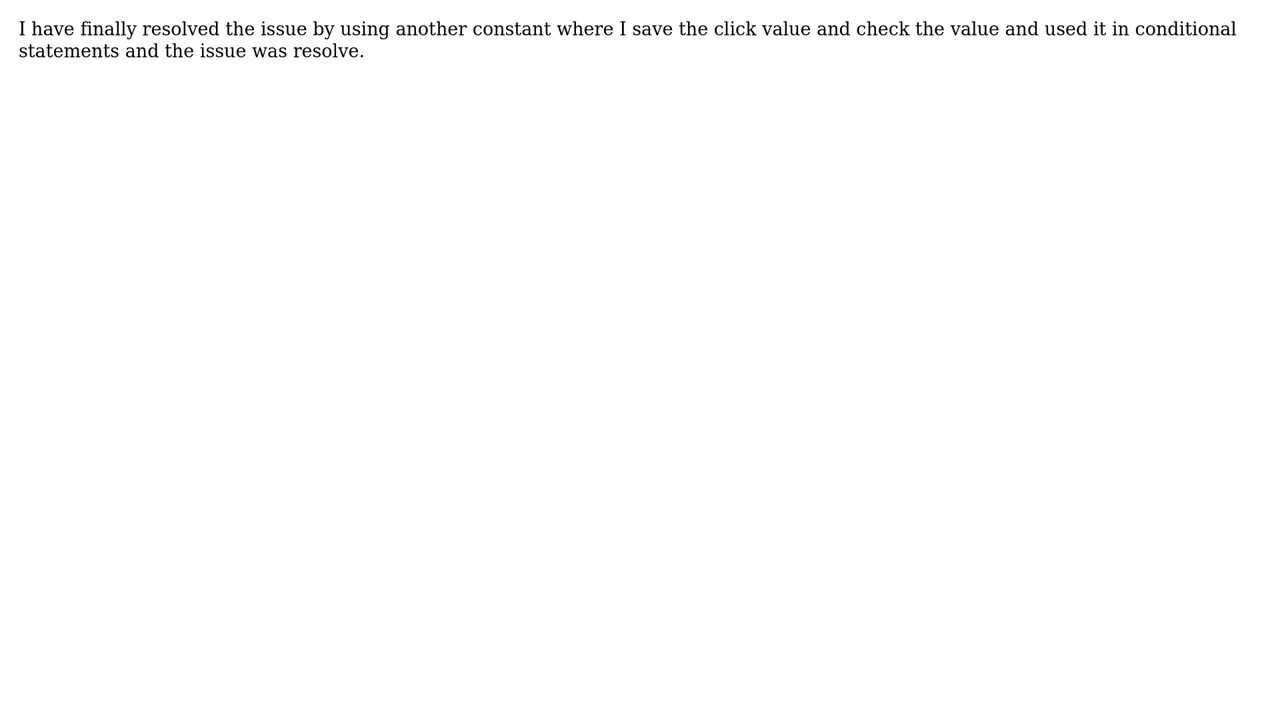 I have finally resolved the issue by using another constant where I save the click value and check the value and used it in conditional
statements and the issue was resolve.